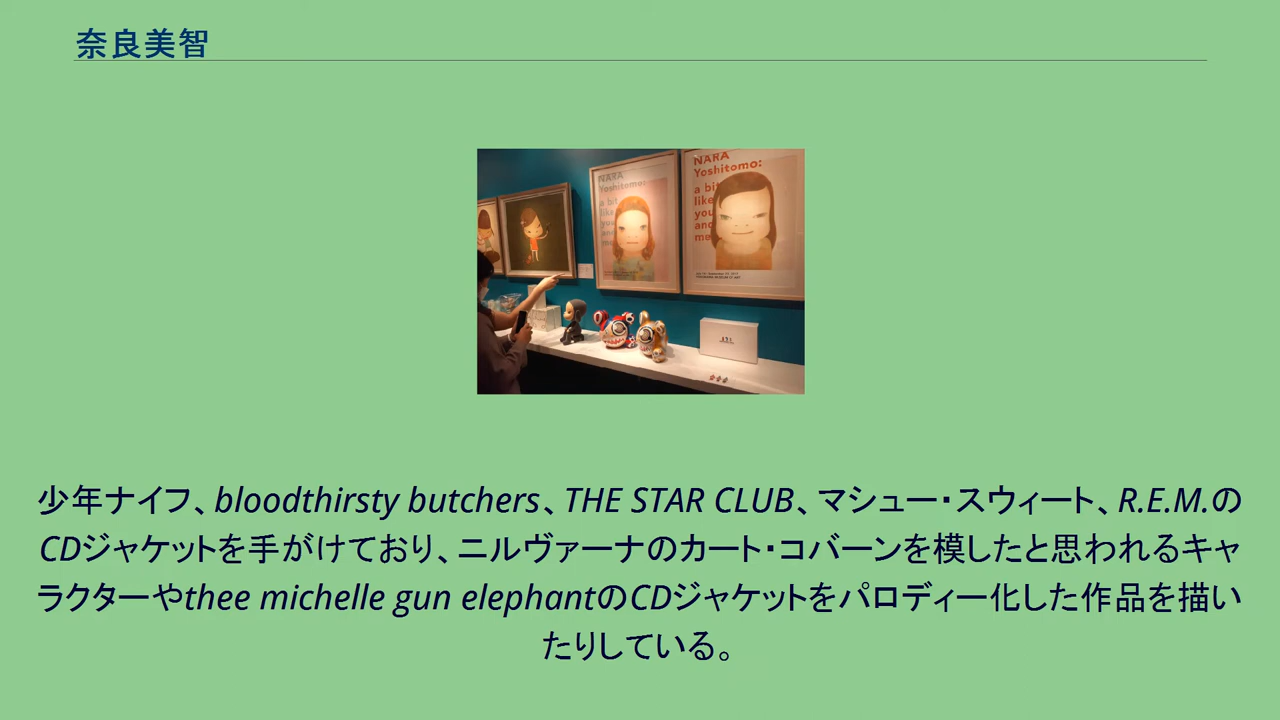 奈良美智
NARA
Yoshitomo:
a bit
like
you
and
me
NARA
Yoshitomo:
a bit
like
you
and
me
少年ナイフ、bloodthirsty butchers、THE STAR CLUB、マシュー・スウィート、R.E.M.の
CDジャケットを手がけており、ニルヴァーナのカート・コバーンを模したと思われるキャ
ラクターやthee michelle gun elephantのCDジャケットをパロディー化した作品を描い
たりしている。